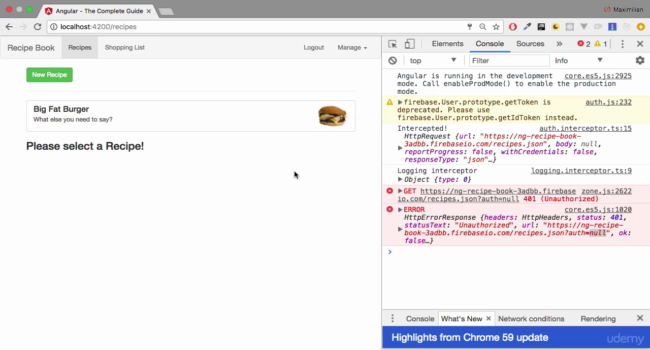 Angular - The Complete Guide
Maximilian
localhost:4200/recipes
Recipe Book
Recipes
Shopping List
Logout
Manage
New Recipe
Big Fat Burger
What else you need to say?
Please select a Recipe!
Elements
Console
Sources
2
1
top
Filter
Info
Angular is running in the development core.es5.js:2925
mode. Call enableProdMode() to enable the production
mode.
firebase.User.prototype.getToken is auth.js:232
deprecated. Please use
firebase.User.prototype.getIdToken instead.
Intercepted! auth.interceptor.ts:15
HttpRequest {url: "https://ng-recipe-book-
3adbb.firebaseio.com/recipes.json", body: null,
reportProgress: false, withCredentials: false,
responseType: "json"…}
Logging interceptor logging.interceptor.ts:9
Object {type: 0}
GET https://ng-recipe-book-3adbb.firebase zone.js:2622
io.com/recipes.json?auth=null 401 (Unauthorized)
ERROR core.es5.js:1020
HttpErrorResponse {headers: HttpHeaders, status: 401,
statusText: "Unauthorized", url: "https://ng-recipe-
book-3adbb.firebaseio.com/recipes.json?auth=null", ok:
false…}
Console
What's New
Network conditions
Rendering
Highlights from Chrome 59 update
udemy